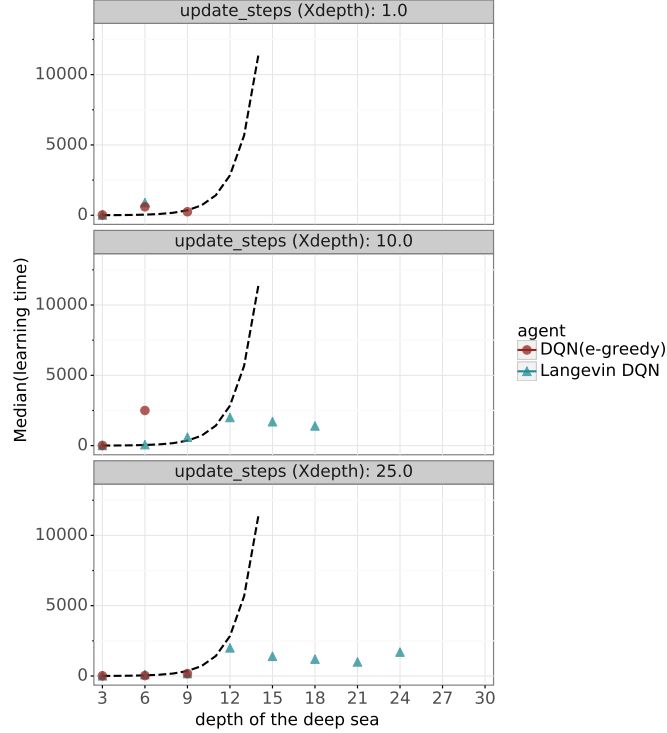 update_steps (Xdepth): 1.0
10000
5000
0
update_steps (Xdepth): 10.0
10000
5000
0
update_steps (Xdepth): 25.0
10000
5000
0
3 6 9 12 15 18 21 24 27 30
depth of the deep sea
Median(learning time)
agent
DQN(e-greedy)
Langevin DQN